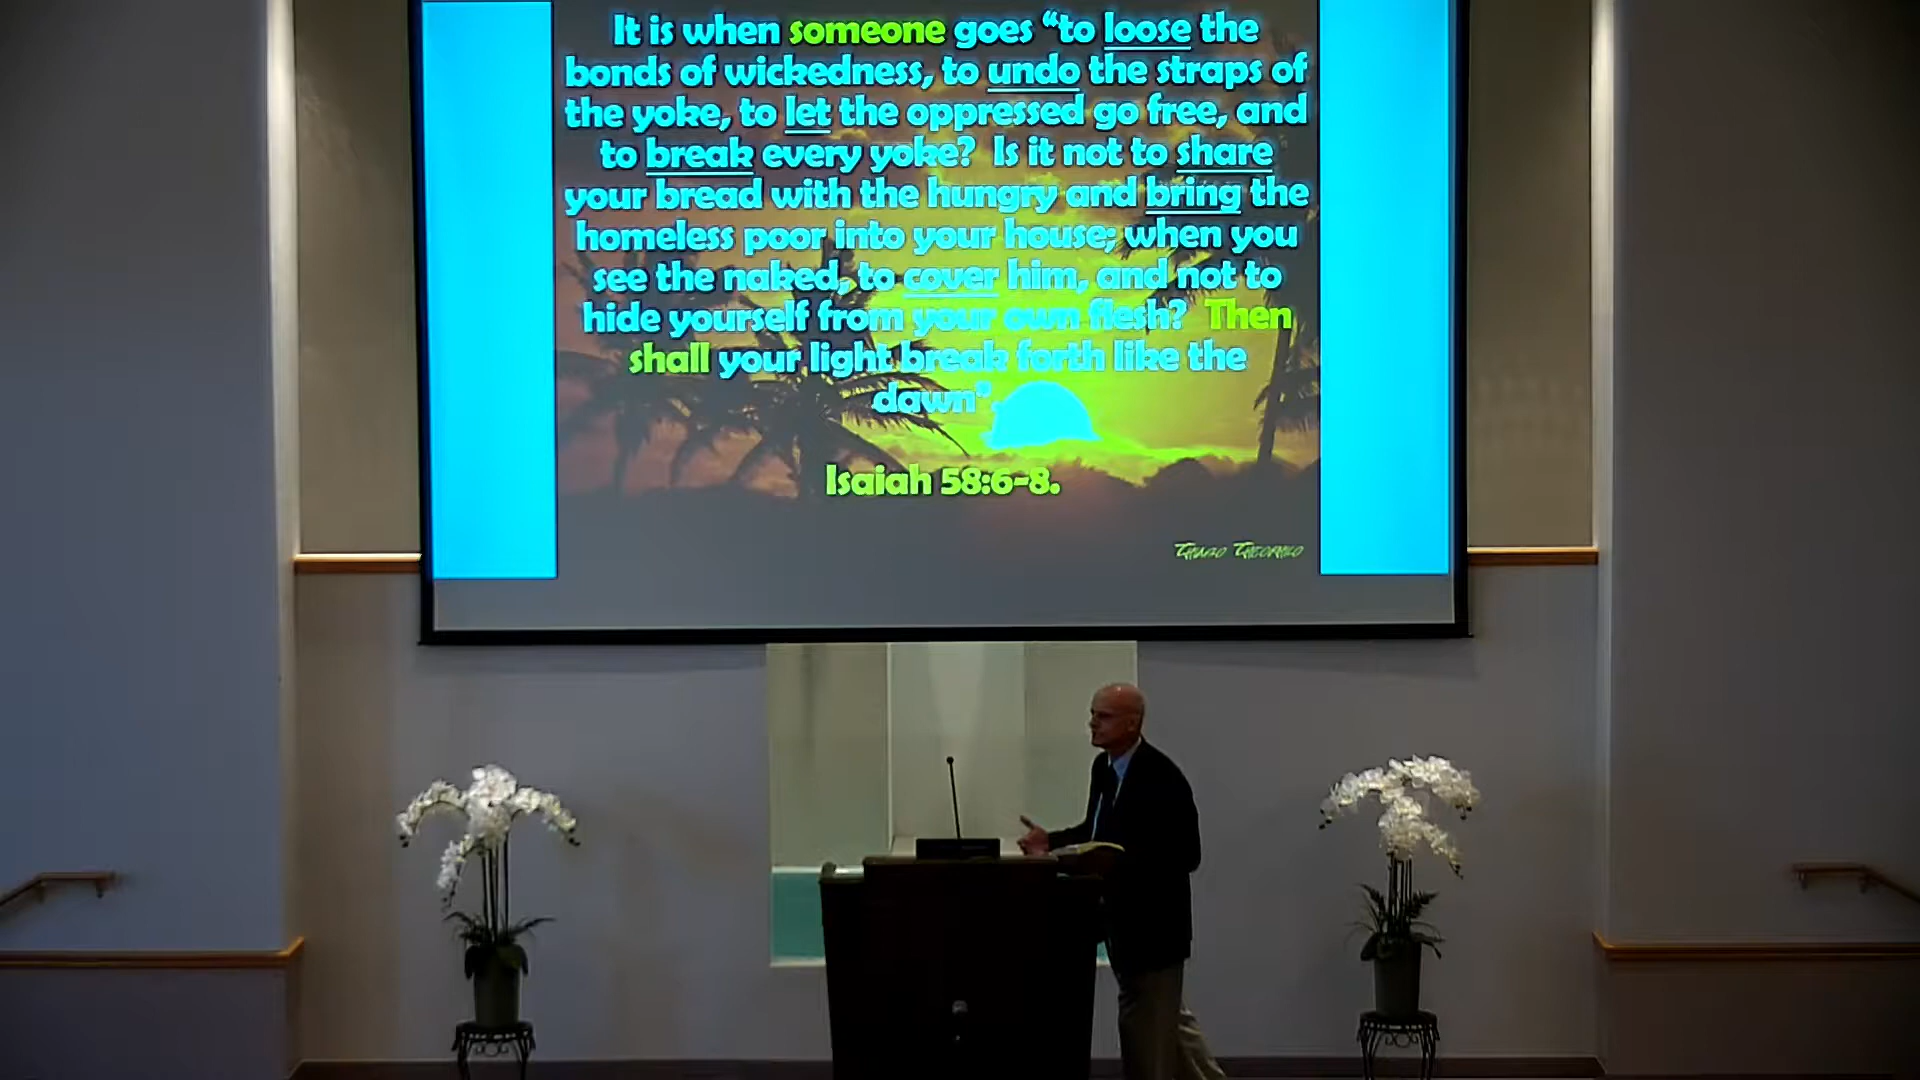 It is when someone goes “to loose the
bonds of wickedness, to undo the straps of
the yoke, to let the oppressed go free, and
to break every yoke?  Is it not to share
your bread with the hungry and bring the
homeless poor into your house; when you
see the naked, to cover him, and not to
hide yourself from your own flesh?  Then
shall your light break forth like the
dawn”.
Isaiah 58:6-8.
Thiago Theophilo